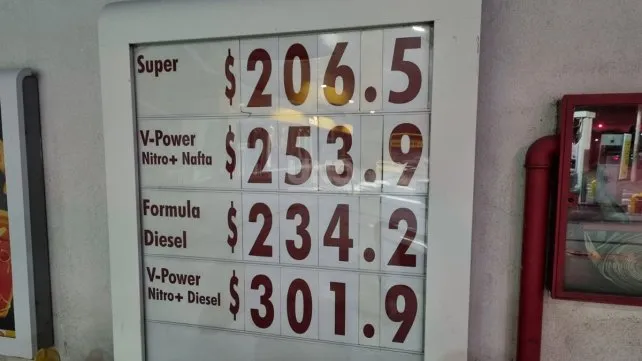 Super $206.5
V-Power
Nitro+ Nafta $253.9
Formula
Diesel $234.2
V-Power
Nitro+ Diesel $301.9